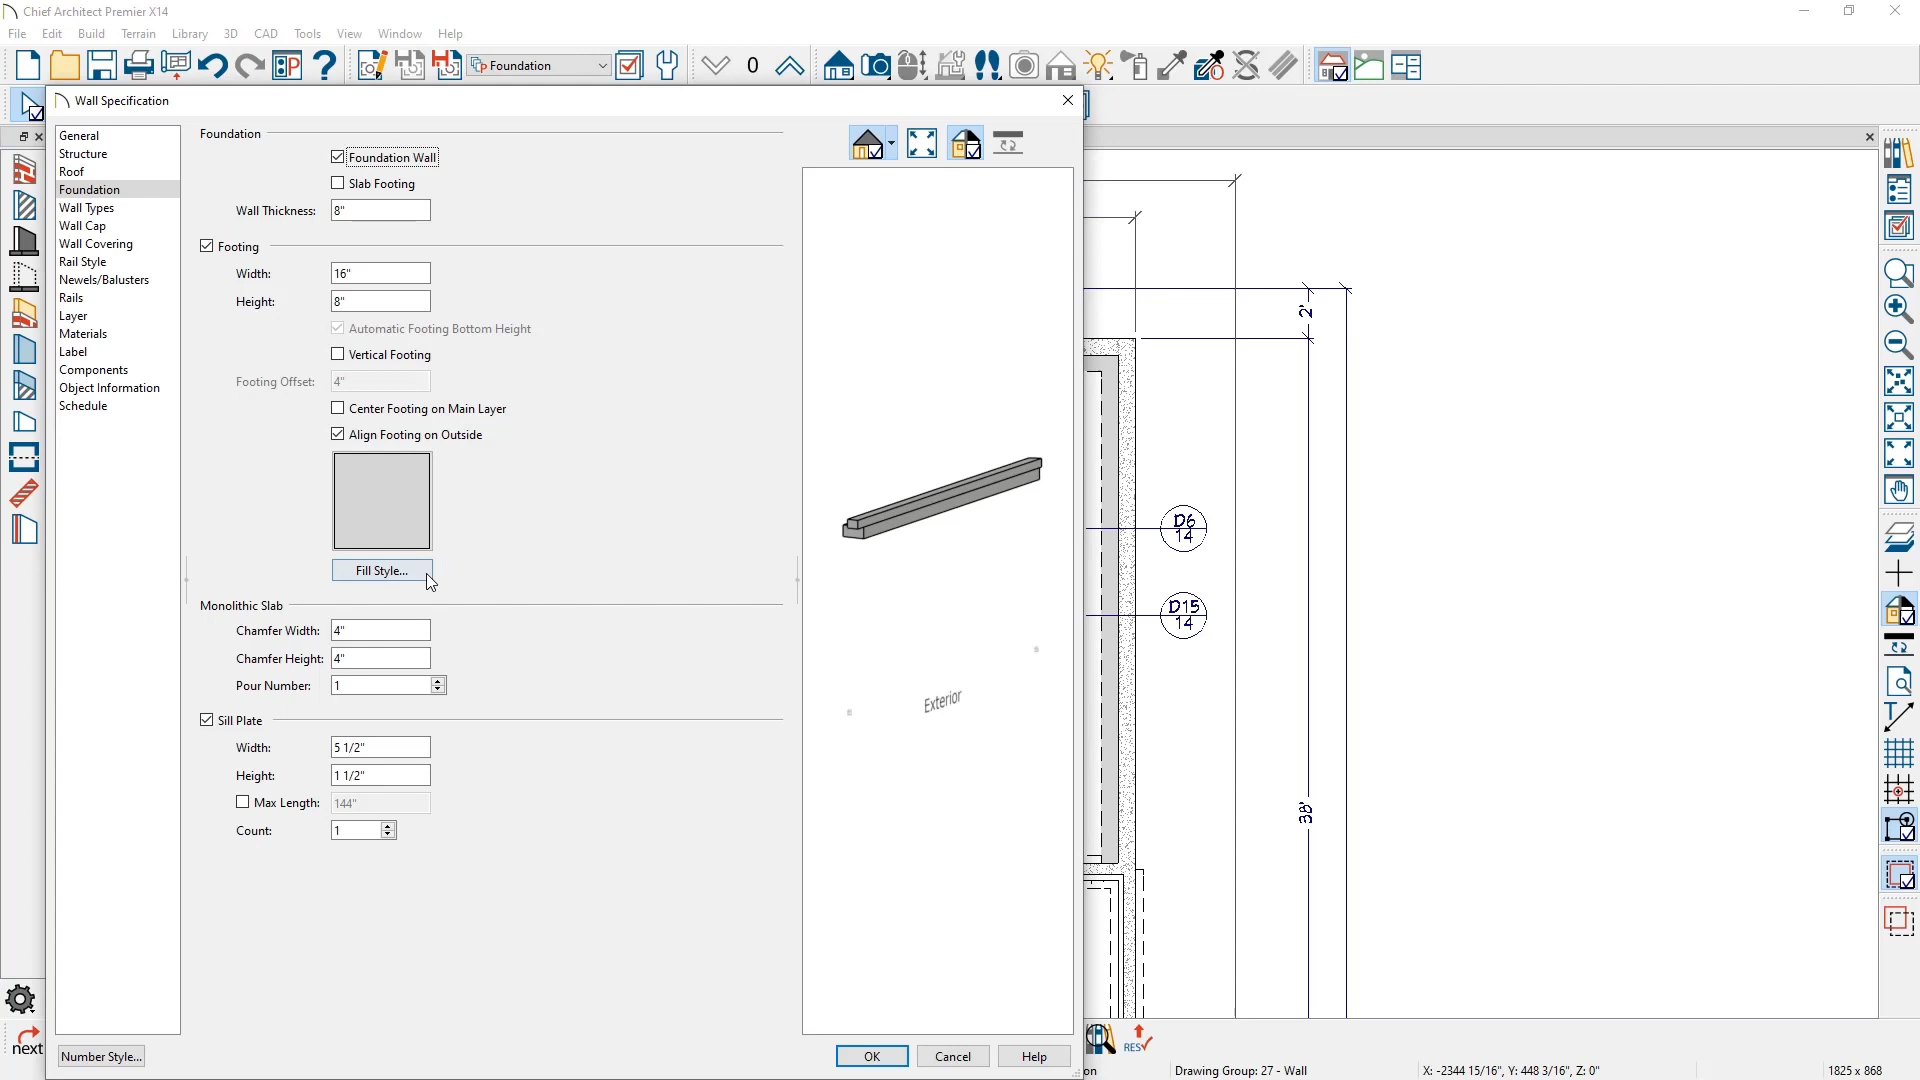 Chief Architect Premier X14
File Edit Build Terrain Library 3D CAD Tools View Window Help
Foundation
0
Wall Specification
General
Structure
Roof
Foundation
Wall Types
Wall Cap
Wall Covering
Rail Style
Newels/Balusters
Rails
Layer
Materials
Label
Components
Object Information
Schedule
Foundation
Foundation Wall
Slab Footing
Wall Thickness: 8"
Footing
Width: 16"
Height: 8"
Automatic Footing Bottom Height
Vertical Footing
Footing Offset: 4"
Center Footing on Main Layer
Align Footing on Outside
Fill Style...
Monolithic Slab
Chamfer Width: 4"
Chamfer Height: 4"
Pour Number: 1
Sill Plate
Width: 5 1/2"
Height: 1 1/2"
Max Length: 144"
Count: 1
Exterior
2'
D6
14
D15
14
38'
next
Number Style...
OK Cancel Help
RES
on
Drawing Group: 27 - Wall
X: -2344 15/16", Y: 448 3/16", Z: 0"
1825 x 868